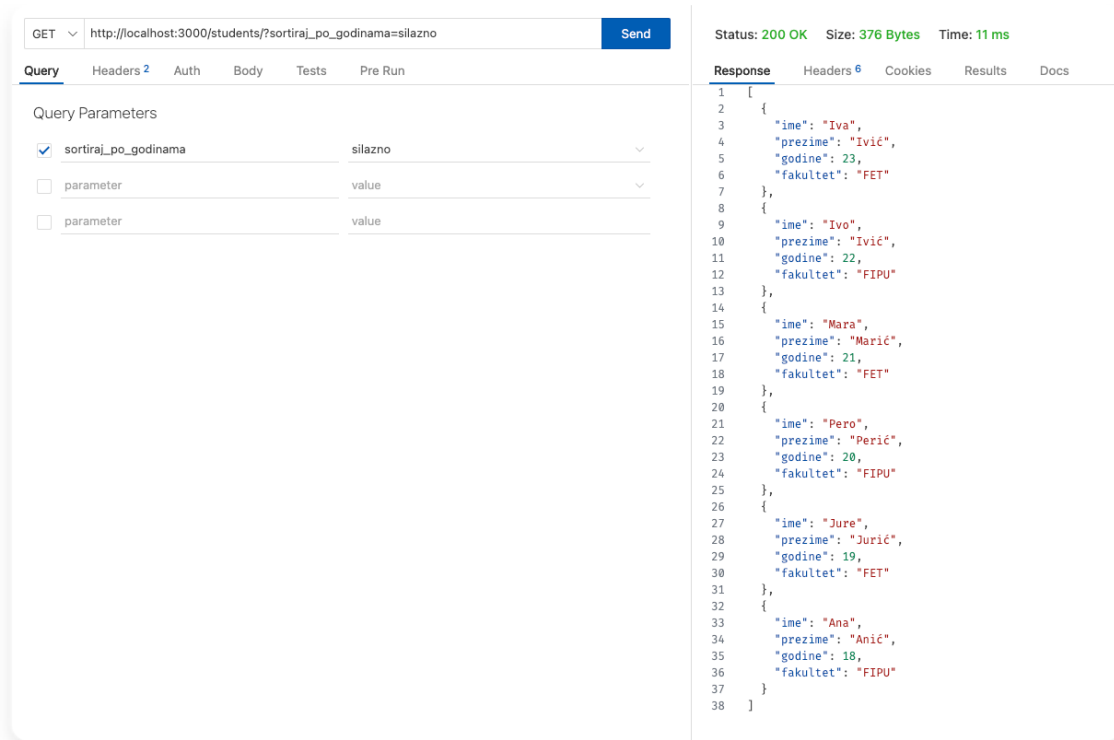 GET http://localhost:3000/students/?sortiraj_po_godinama=silazno Send
Query Headers 2 Auth Body Tests Pre Run
Query Parameters
sortiraj_po_godinama silazno
parameter value
parameter value
Status: 200 OK Size: 376 Bytes Time: 11 ms
Response Headers 6 Cookies Results Docs
1 [
2 {
3 "ime": "Iva",
4 "prezime": "Ivić",
5 "godine": 23,
6 "fakultet": "FET"
7 },
8 {
9 "ime": "Ivo",
10 "prezime": "Ivić",
11 "godine": 22,
12 "fakultet": "FIPU"
13 },
14 {
15 "ime": "Mara",
16 "prezime": "Marić",
17 "godine": 21,
18 "fakultet": "FET"
19 },
20 {
21 "ime": "Pero",
22 "prezime": "Perić",
23 "godine": 20,
24 "fakultet": "FIPU"
25 },
26 {
27 "ime": "Jure",
28 "prezime": "Jurić",
29 "godine": 19,
30 "fakultet": "FET"
31 },
32 {
33 "ime": "Ana",
34 "prezime": "Anić",
35 "godine": 18,
36 "fakultet": "FIPU"
37 }
38 ]